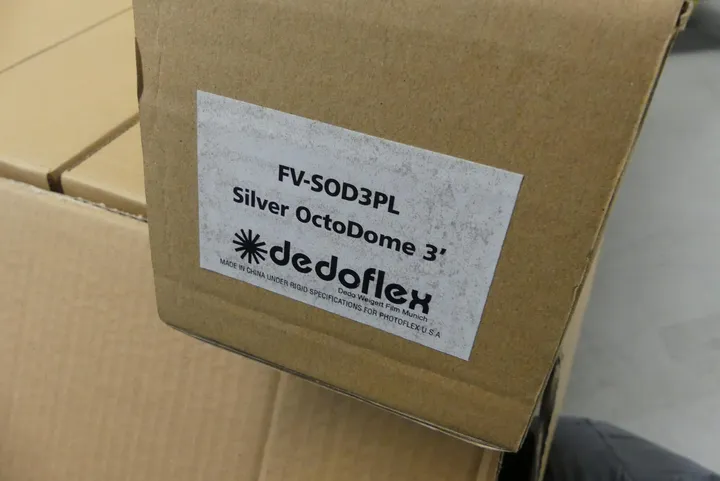 FV-SOD3PL
Silver OctoDome 3'
dedoflex
Dedo Weigert Film Munich
MADE IN CHINA UNDER RIGID SPECIFICATIONS FOR PHOTOFLEX U.S.A